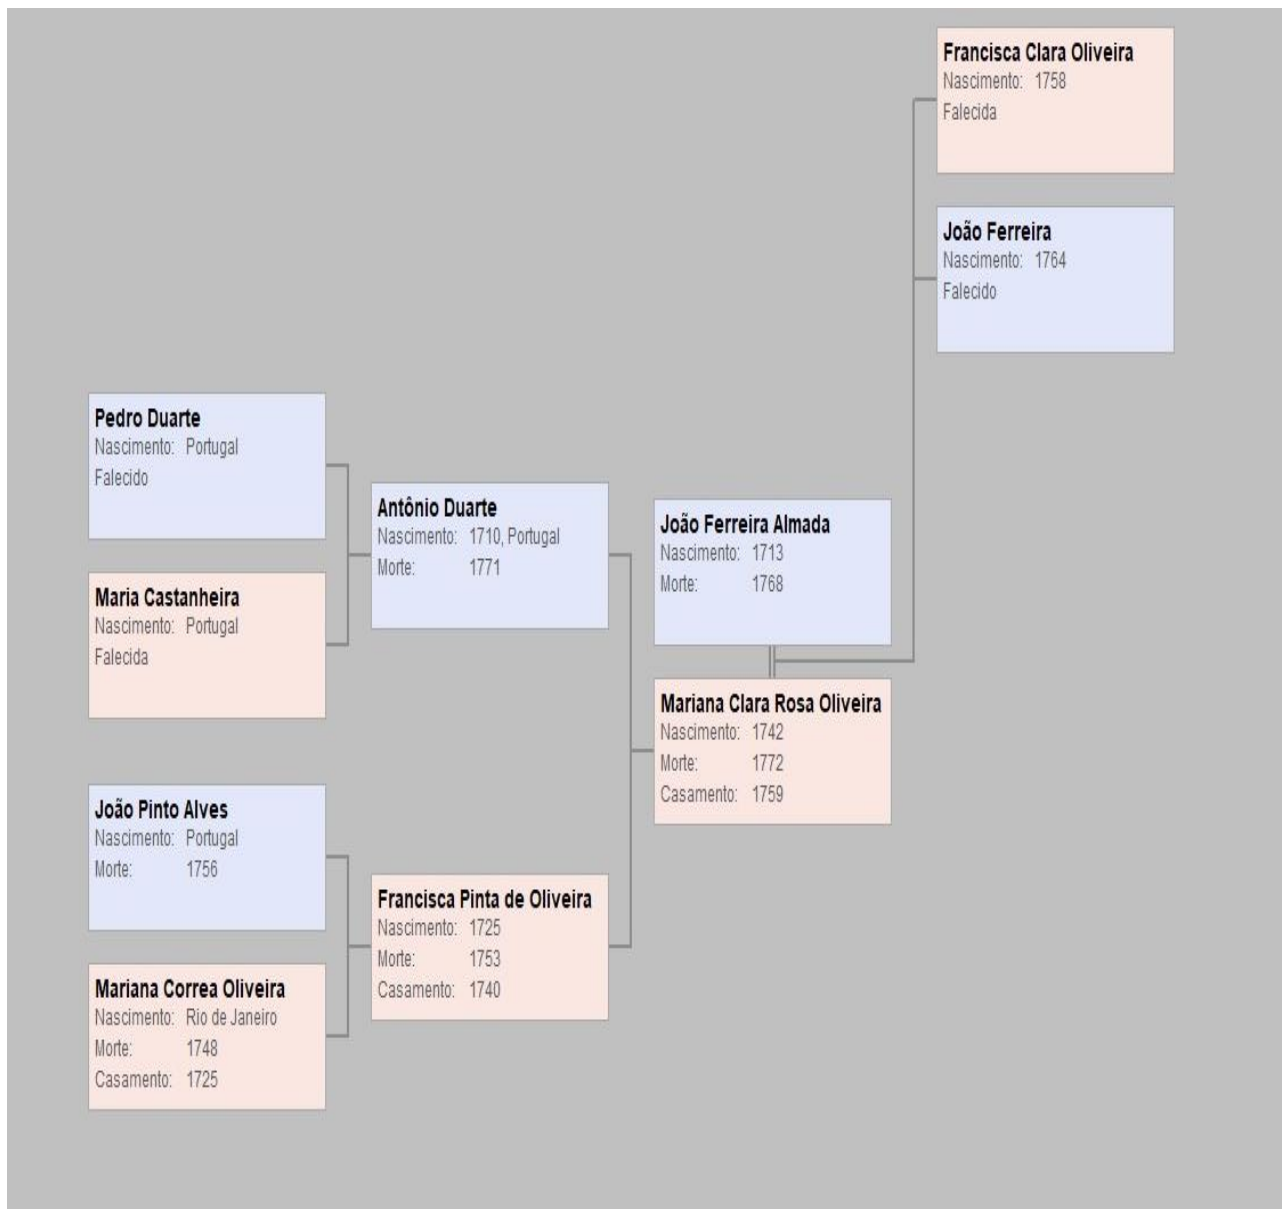 Francisca Clara Oliveira
Nascimento: 1758
Falecida
João Ferreira
Nascimento: 1764
Falecido
Pedro Duarte
Nascimento: Portugal
Falecido
Maria Castanheira
Nascimento: Portugal
Falecida
Antônio Duarte
Nascimento: 1710, Portugal
Morte: 1771
João Ferreira Almada
Nascimento: 1713
Morte: 1768
Mariana Clara Rosa Oliveira
Nascimento: 1742
Morte: 1772
Casamento: 1759
João Pinto Alves
Nascimento: Portugal
Morte: 1756
Francisca Pinta de Oliveira
Nascimento: 1725
Morte: 1753
Casamento: 1740
Mariana Correa Oliveira
Nascimento: Rio de Janeiro
Morte: 1748
Casamento: 1725